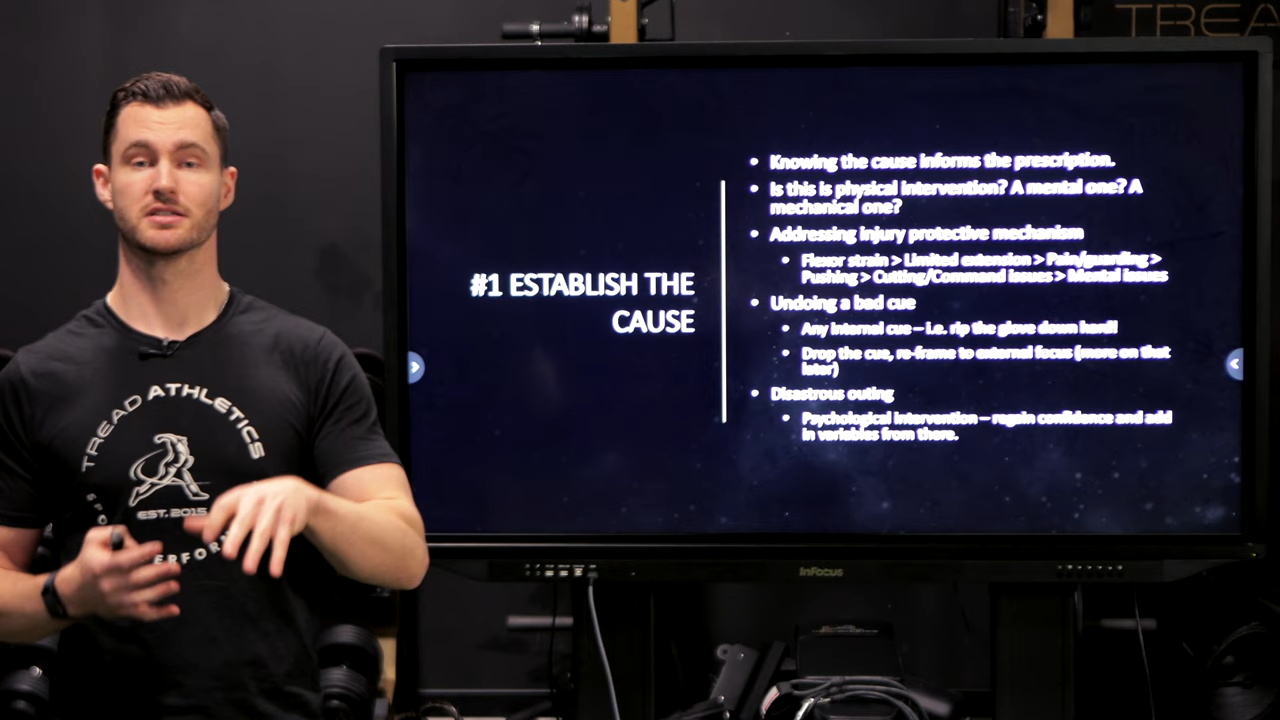 TREA
#1 ESTABLISH THE
CAUSE
• Knowing the cause informs the prescription.
• Is this is physical intervention? A mental one? A
mechanical one?
• Addressing injury protective mechanism
• Flexor strain > Limited extension > Pain/guarding >
Pushing > Cutting/Command issues > Mental issues
• Undoing a bad cue
• Any internal cue – i.e. rip the glove down hard!
• Drop the cue, re-frame to external focus (more on that
later)
• Disastrous outing
• Psychological intervention – regain confidence and add
in variables from there.
TREAD ATHLETICS
EST. 2015
SPO
PERFOR
InFocus